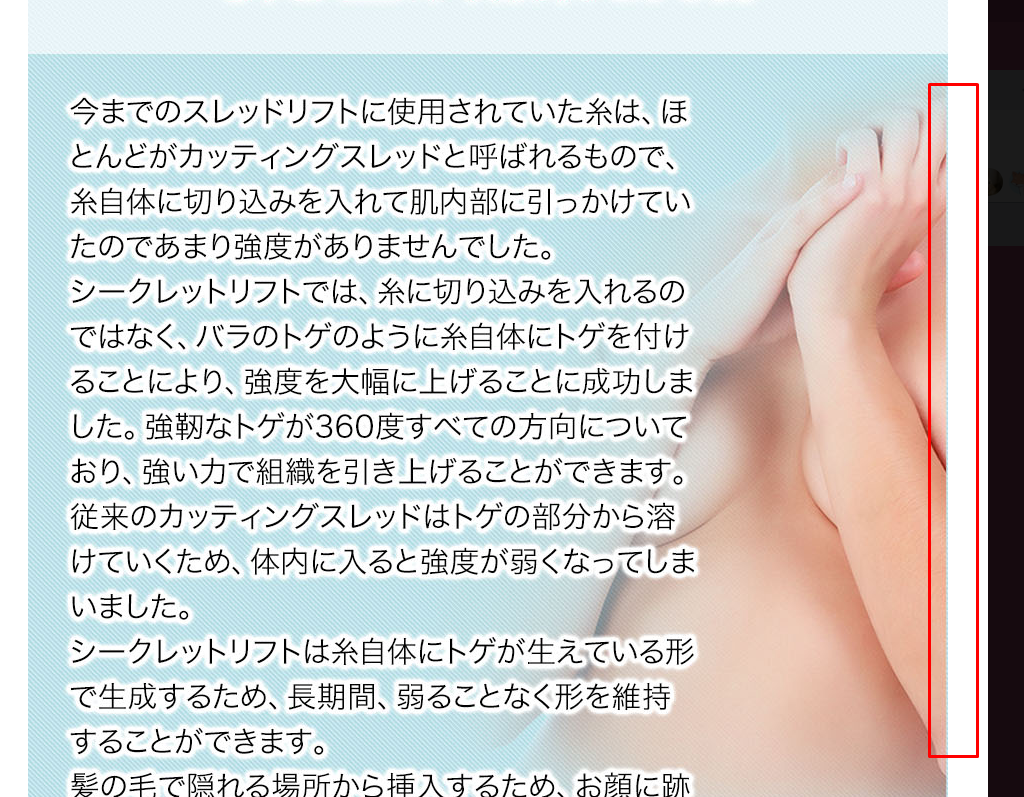 今までのスレッドリフトに使用されていた糸は、ほ
とんどがカッティングスレッドと呼ばれるもので、
糸自体に切り込みを入れて肌内部に引っかけてい
たのであまり強度がありませんでした。
シークレットリフトでは、糸に切り込みを入れるの
ではなく、バラのトゲのように糸自体にトゲを付け
ることにより、強度を大幅に上げることに成功しま
した。強靭なトゲが360度すべての方向について
おり、強い力で組織を引き上げることができます。
従来のカッティングスレッドはトゲの部分から溶
けていくため、体内に入ると強度が弱くなってしま
いました。
シークレットリフトは糸自体にトゲが生えている形
で生成するため、長期間、弱ることなく形を維持
することができます。
髪の毛で隠れる場所から挿入するため、お顔に跡